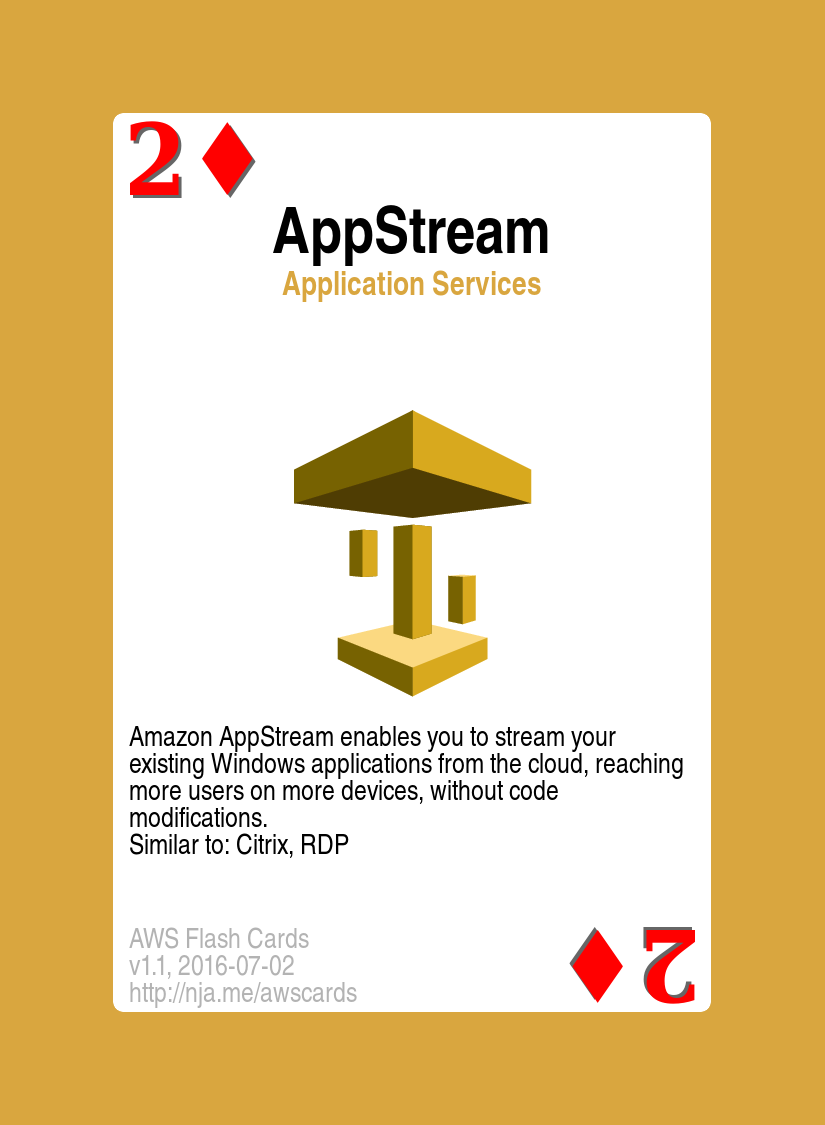 2
AppStream
Application Services
Amazon AppStream enables you to stream your
existing Windows applications from the cloud, reaching
more users on more devices, without code
modifications.
Similar to: Citrix, RDP
AWS Flash Cards
v1.1, 2016-07-02
http://nja.me/awscards
2